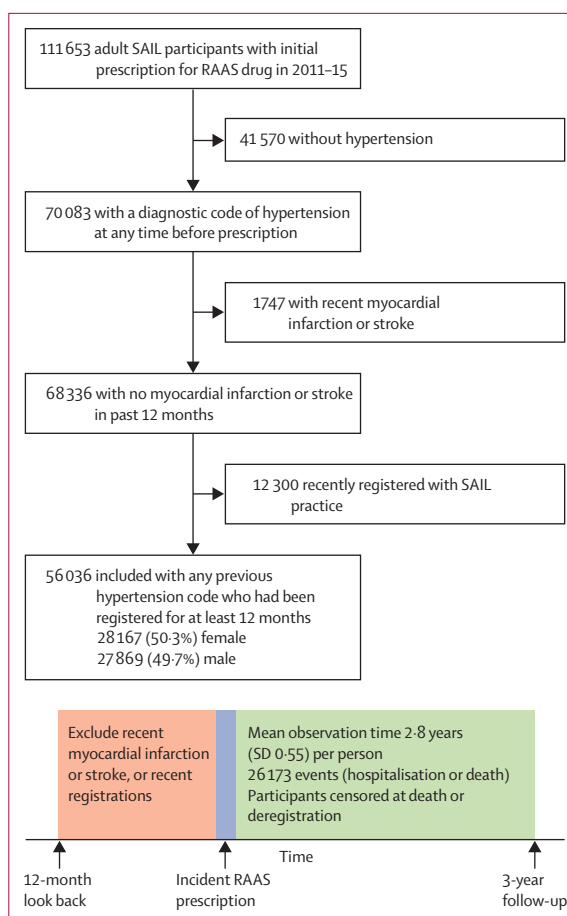 111 653 adult SAIL participants with initial
prescription for RAAS drug in 2011–15
41 570 without hypertension
70 083 with a diagnostic code of hypertension
at any time before prescription
1747 with recent myocardial
infarction or stroke
68 336 with no myocardial infarction or stroke
in past 12 months
12 300 recently registered with SAIL
practice
56 036 included with any previous
hypertension code who had been
registered for at least 12 months
28 167 (50·3%) female
27 869 (49·7%) male
Exclude recent
myocardial infarction
or stroke, or recent
registrations
Mean observation time 2·8 years
(SD 0·55) per person
26 173 events (hospitalisation or death)
Participants censored at death or
deregistration
Time
12-month
look back
Incident RAAS
prescription
3-year
follow-up